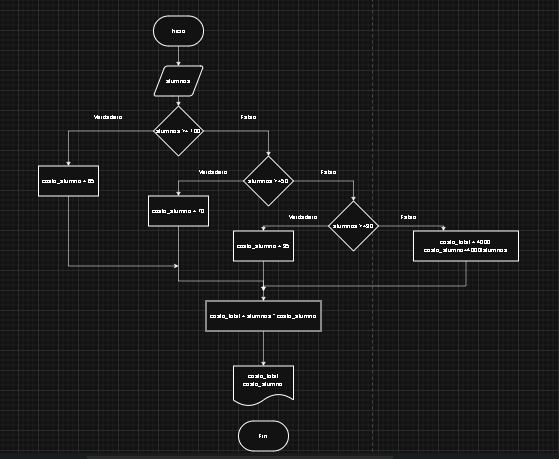 Inicio
alumnos
Verdadero
Falso
alumnos >= 100
Verdadero
Falso
costo_alumno = 65
alumnos >=50
costo_alumno = 70
Verdadero
Falso
alumnos >=30
costo_alumno = 95
costo_total = 4000
costo_alumno=4000/alumnos
costo_total = alumnos * costo_alumno
costo_total
costo_alumno
Fin